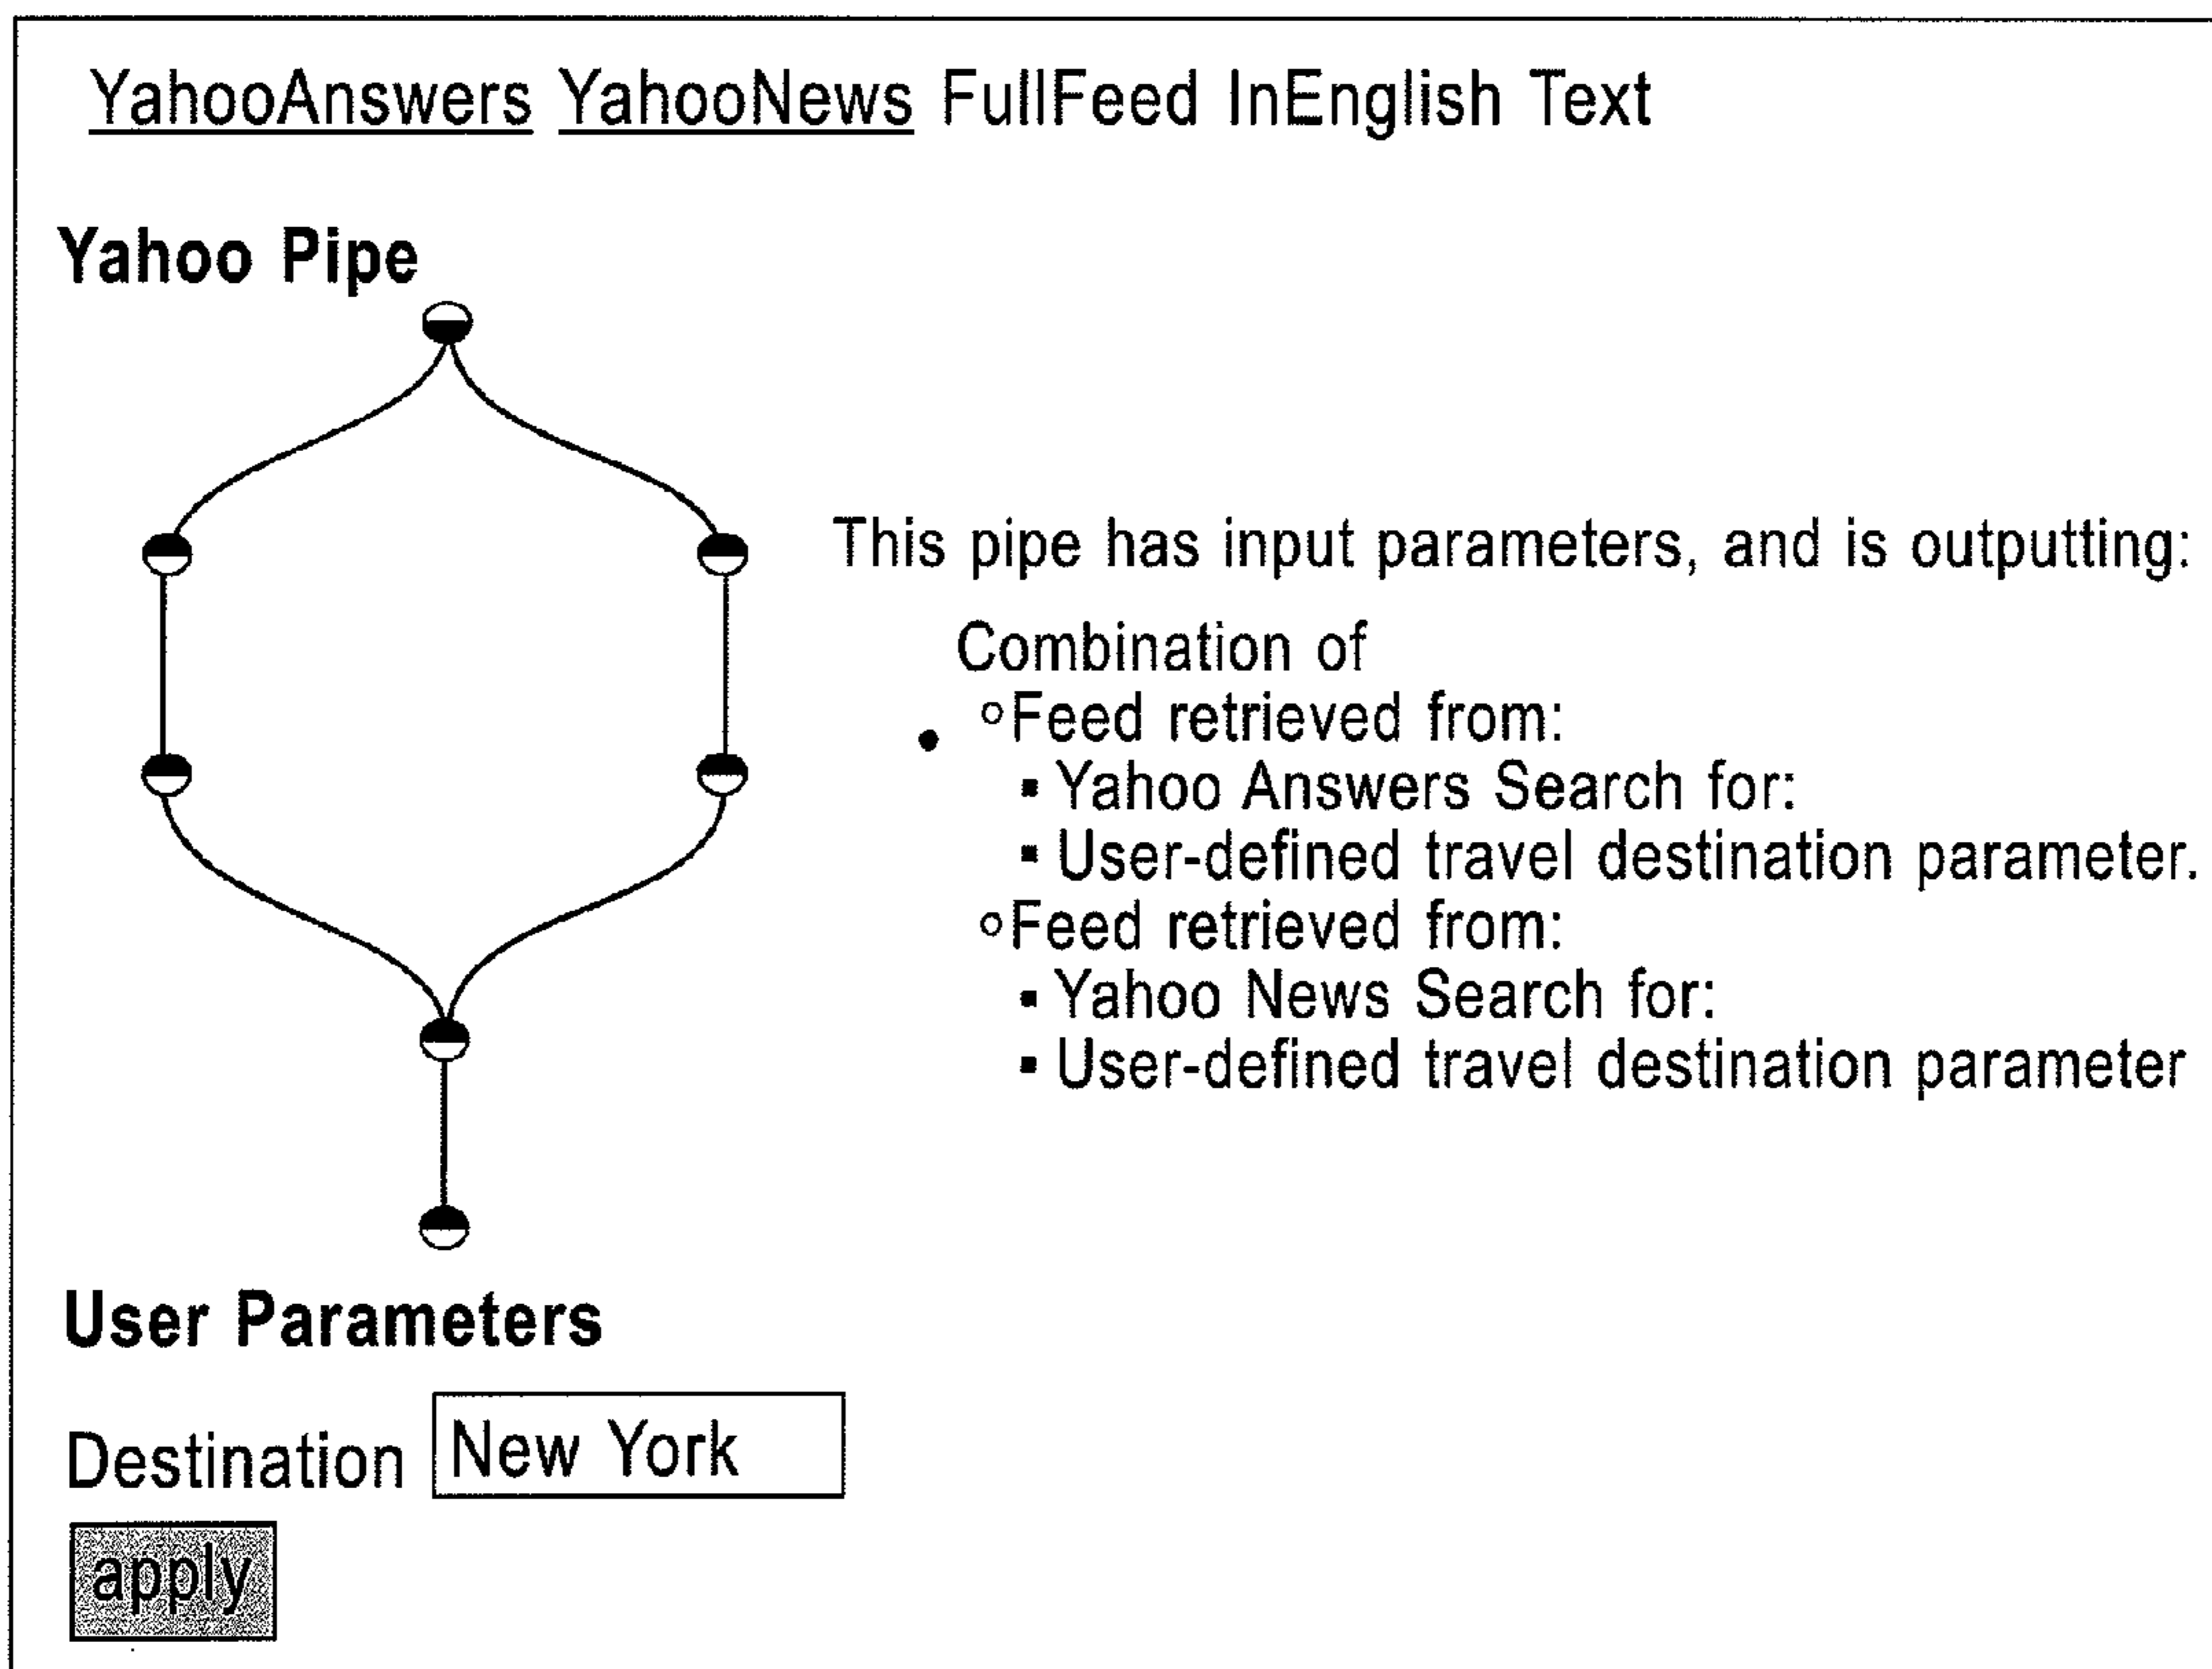 YahooAnswers YahooNews FullFeed InEnglish Text
Yahoo Pipe
This pipe has input parameters, and is outputting:
Combination of
Feed retrieved from:
Yahoo Answers Search for:
User-defined travel destination parameter.
Feed retrieved from:
Yahoo News Search for:
User-defined travel destination parameter
User Parameters
Destination New York
apply